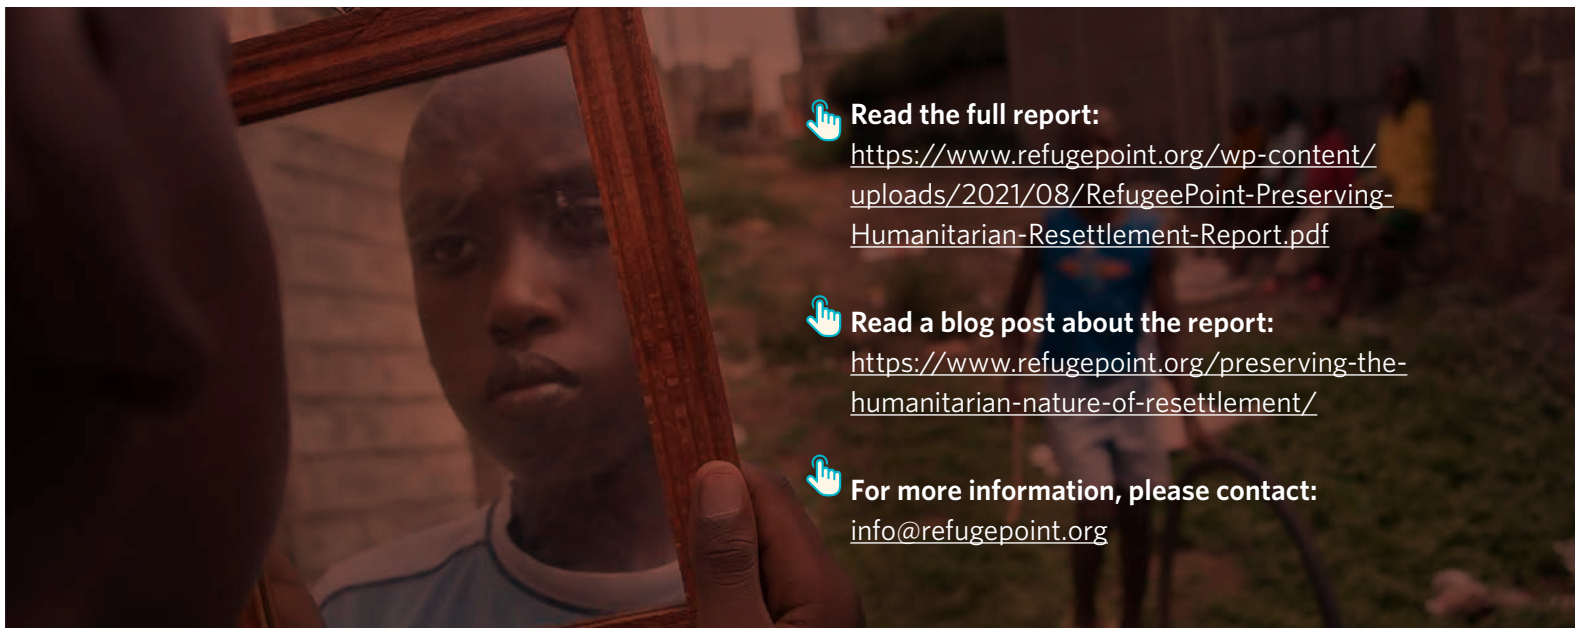 Read the full report:
https://www.refugepoint.org/wp-content/
uploads/2021/08/RefugeePoint-Preserving-
Humanitarian-Resettlement-Report.pdf
Read a blog post about the report:
https://www.refugepoint.org/preserving-the-
humanitarian-nature-of-resettlement/
For more information, please contact:
info@refugepoint.org